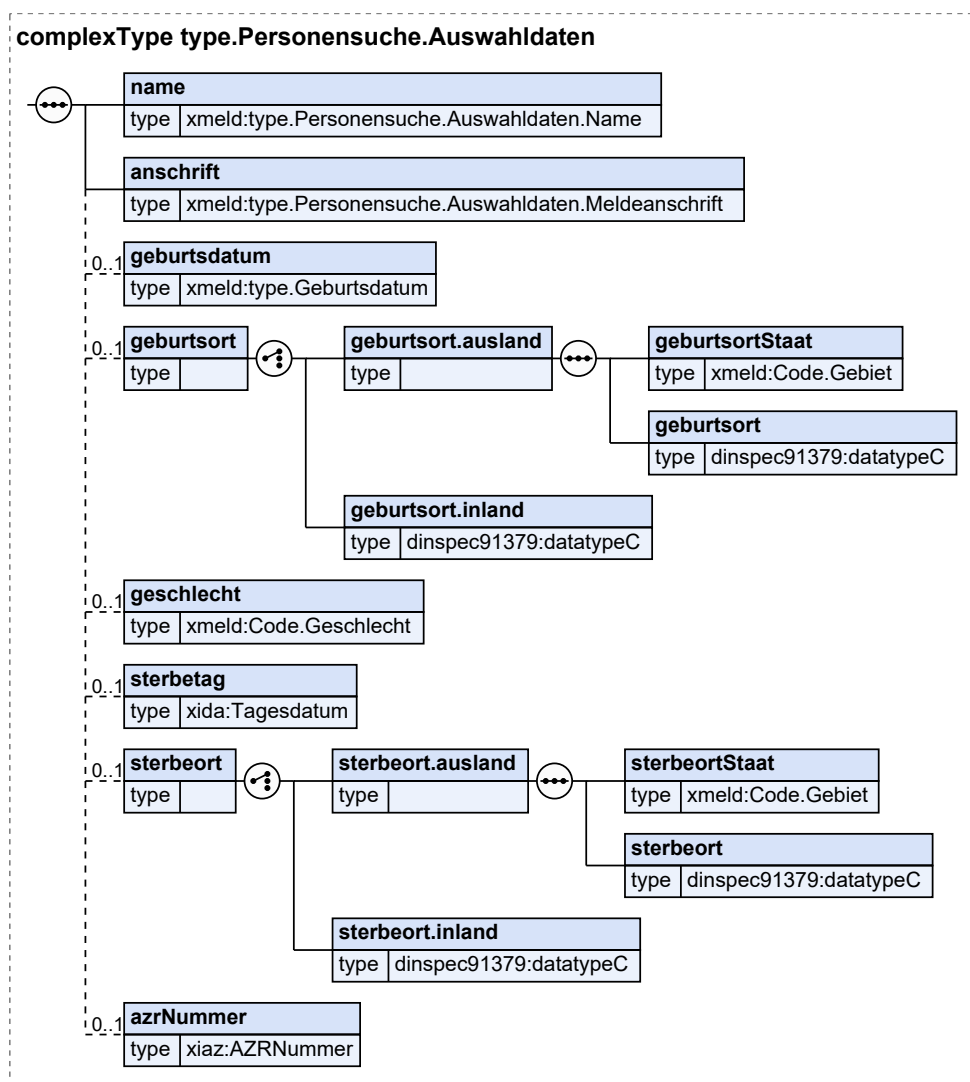 complexType type.Personensuche.Auswahldaten
name
type xmeld:type.Personensuche.Auswahldaten.Name
anschrift
type xmeld:type.Personensuche.Auswahldaten.Meldeanschrift
0..1 geburtsdatum
type xmeld:type.Geburtsdatum
0..1 geburtsort geburtsort.ausland geburtsortStaat
type type type xmeld:Code.Gebiet
geburtsort
type dinspec91379:datatypeC
geburtsort.inland
type dinspec91379:datatypeC
0..1 geschlecht
type xmeld:Code.Geschlecht
0..1 sterbetag
type xida:Tagesdatum
0..1 sterbeort sterbeort.ausland sterbeortStaat
type type type xmeld:Code.Gebiet
sterbeort
type dinspec91379:datatypeC
sterbeort.inland
type dinspec91379:datatypeC
0..1 azrNummer
type xiaz:AZRNummer